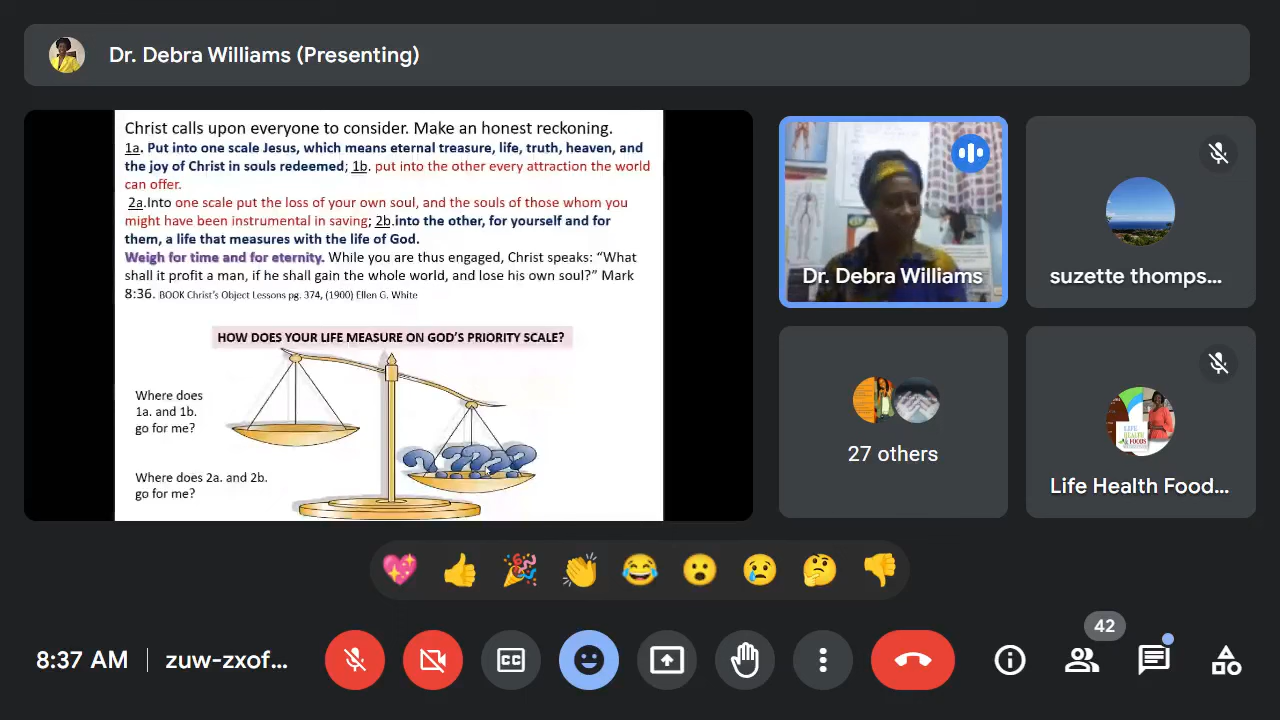 Dr. Debra Williams (Presenting)
Christ calls upon everyone to consider. Make an honest reckoning.
1a. Put into one scale Jesus, which means eternal treasure, life, truth, heaven, and
the joy of Christ in souls redeemed; 1b. put into the other every attraction the world
can offer.
2a.Into one scale put the loss of your own soul, and the souls of those whom you
might have been instrumental in saving; 2b.into the other, for yourself and for
them, a life that measures with the life of God.
Weigh for time and for eternity. While you are thus engaged, Christ speaks: “What
shall it profit a man, if he shall gain the whole world, and lose his own soul?” Mark
8:36. BOOK Christ's Object Lessons pg. 374, (1900) Ellen G. White
HOW DOES YOUR LIFE MEASURE ON GOD'S PRIORITY SCALE?
Where does
1a. and 1b.
go for me?
Where does 2a. and 2b.
go for me?
? ? ? ? ? ?
Dr. Debra Williams
suzette thomps...
27 others
LIFE
HEALTH
& FOODS
Life Health Food...
8:37 AM
zuw-zxof...
CC
42